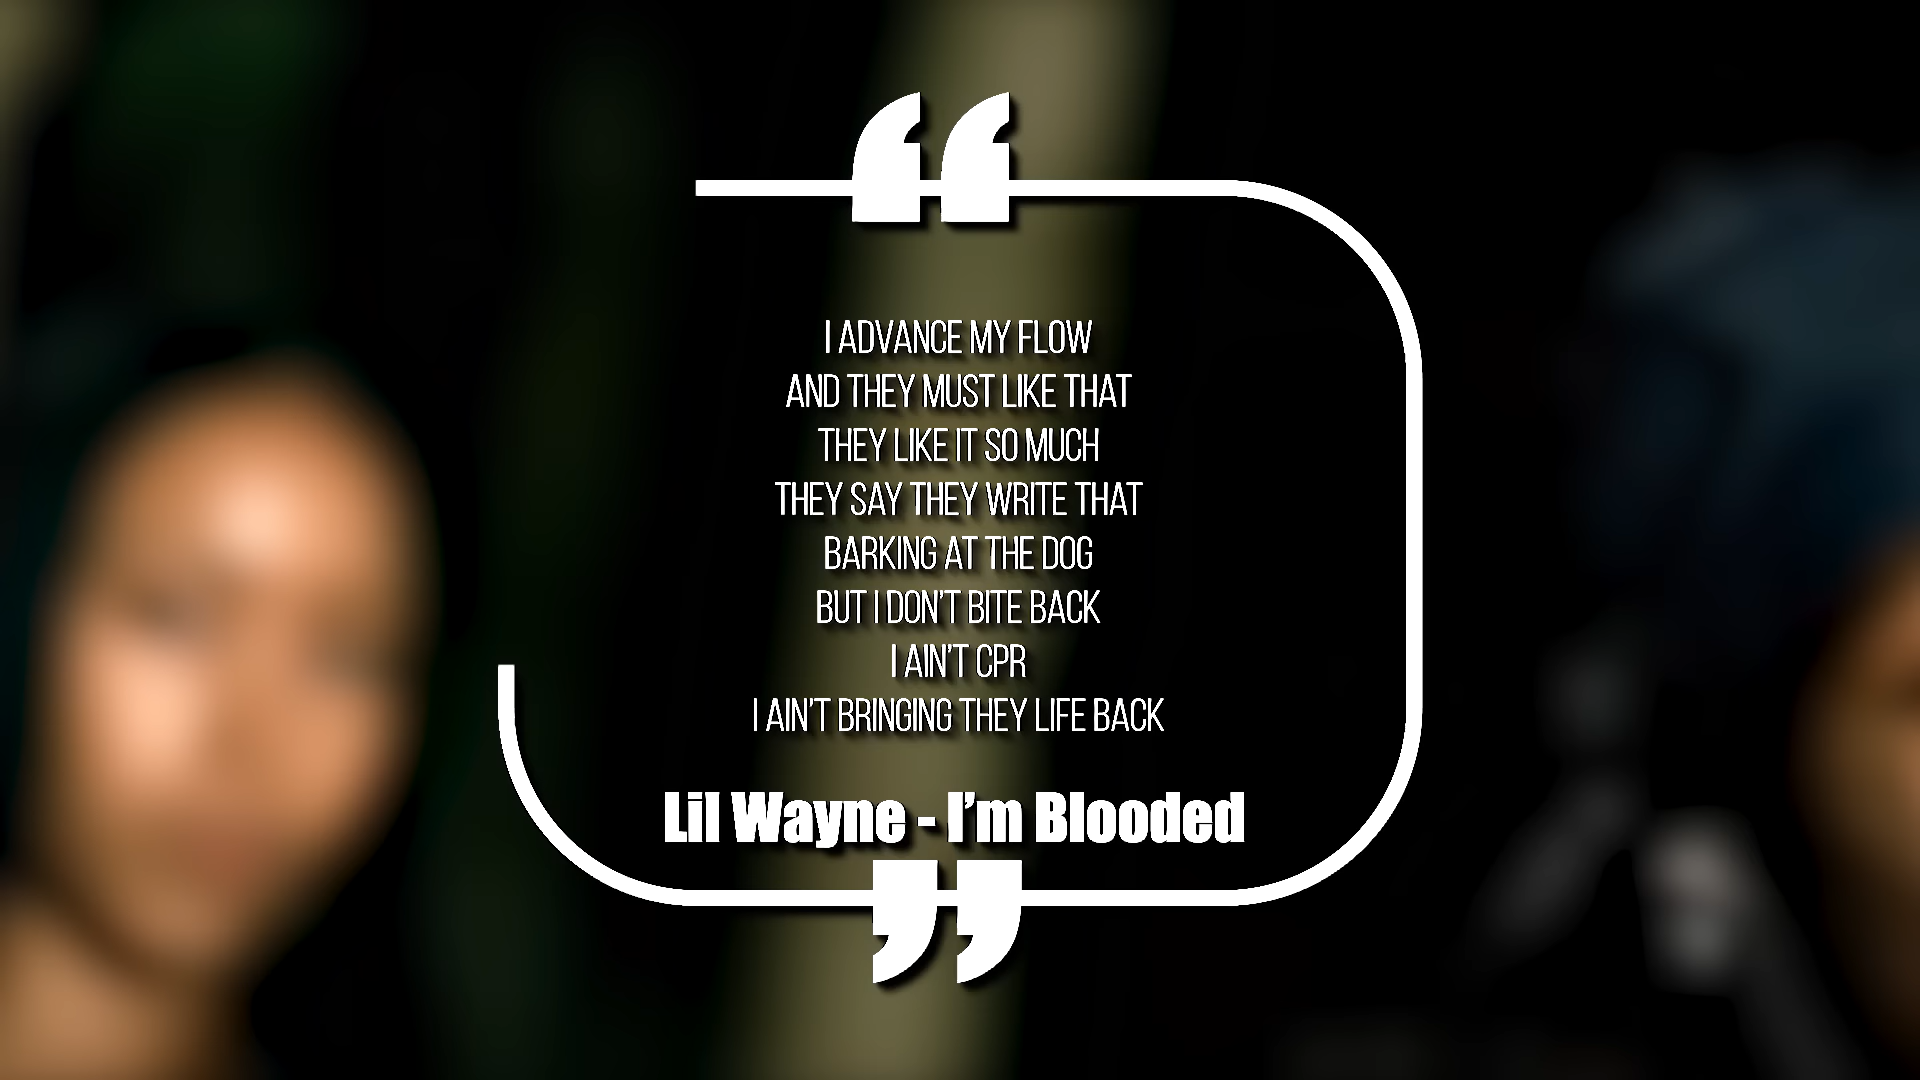 I ADVANCE MY FLOW
AND THEY MUST LIKE THAT
THEY LIKE IT SO MUCH
THEY SAY THEY WRITE THAT
BARKING AT THE DOG
BUT I DON'T BITE BACK
I AIN'T CPR
I AIN'T BRINGING THEY LIFE BACK
Lil Wayne - I'm Blooded